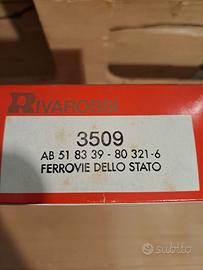 RIVAROSSI
3509
AB 51 83 39 - 80 321-6
FERROVIE DELLO STATO
subito